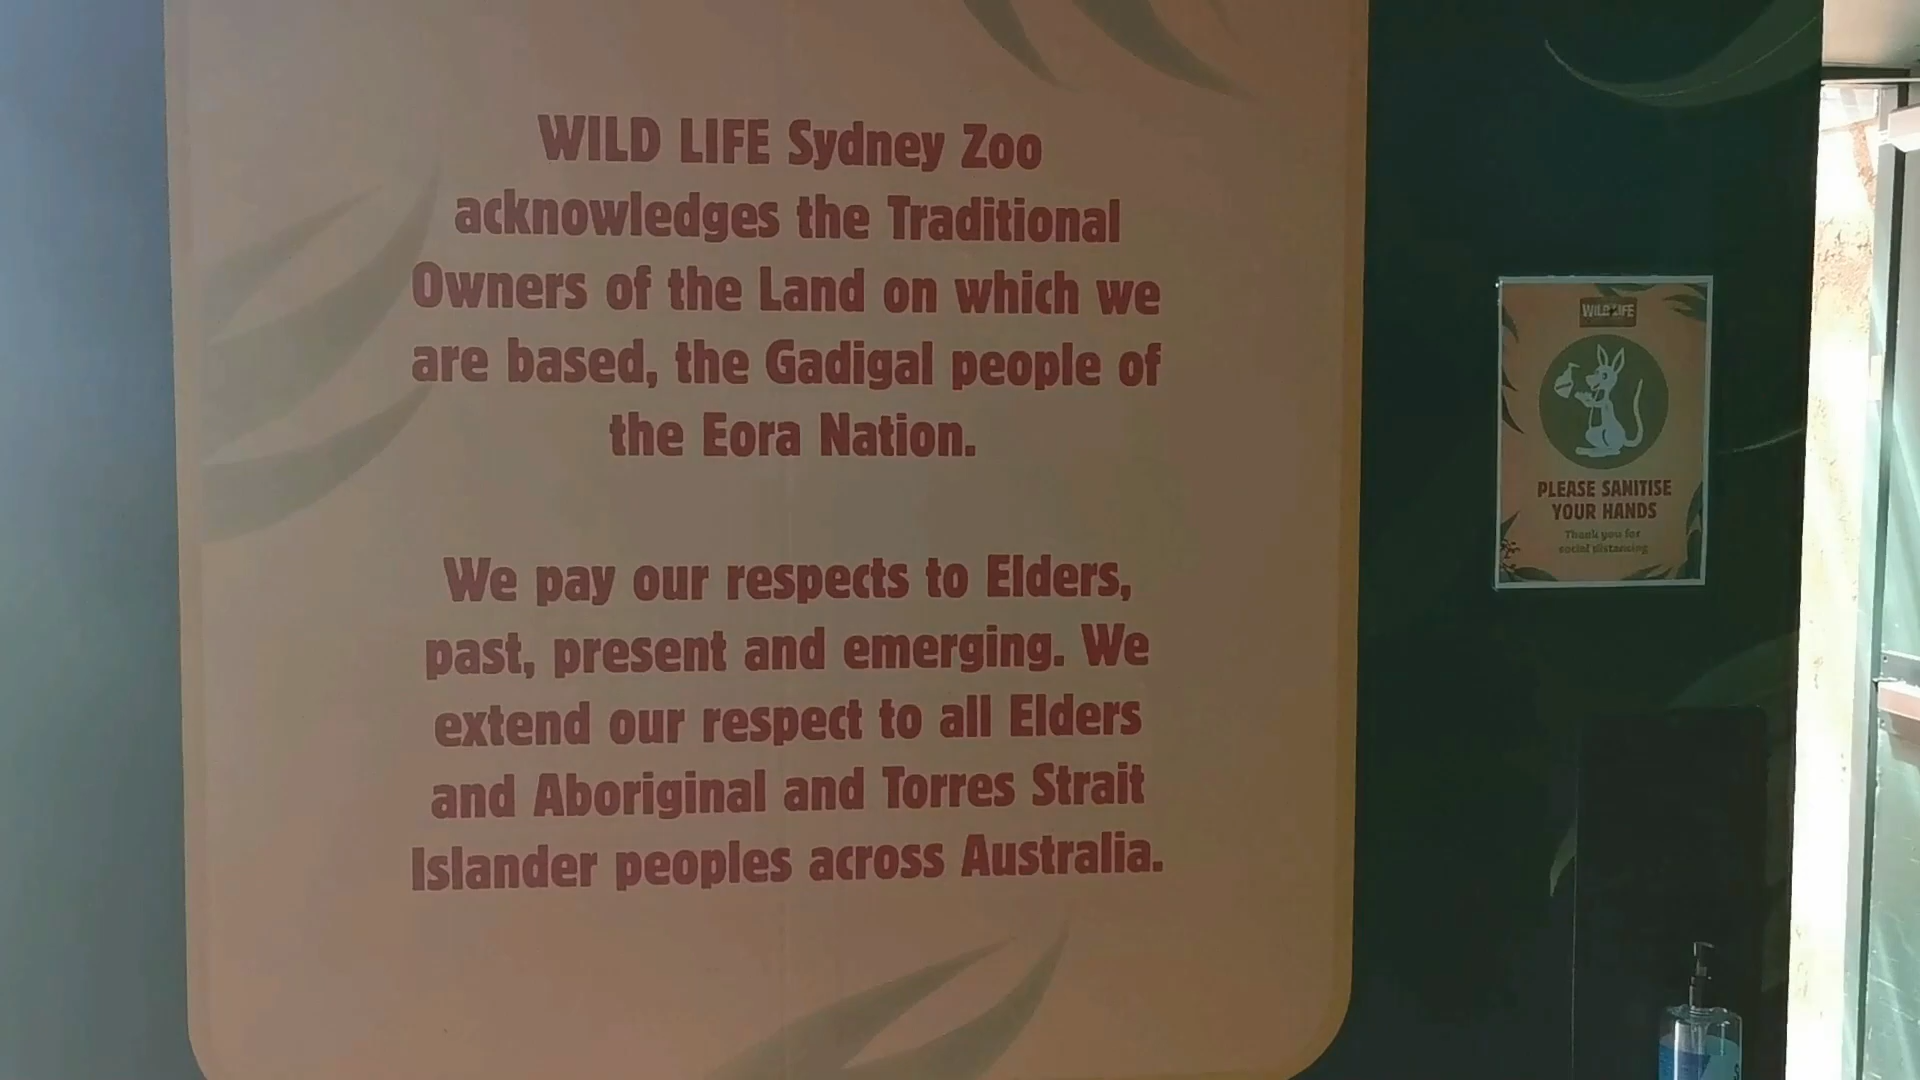 WILD LIFE Sydney Zoo
acknowledges the Traditional
Owners of the Land on which we
are based, the Gadigal people of
the Eora Nation.
We pay our respects to Elders,
past, present and emerging. We
extend our respect to all Elders
and Aboriginal and Torres Strait
Islander peoples across Australia.
WILD LIFE
PLEASE SANITISE
YOUR HANDS
Thank you for
social distancing